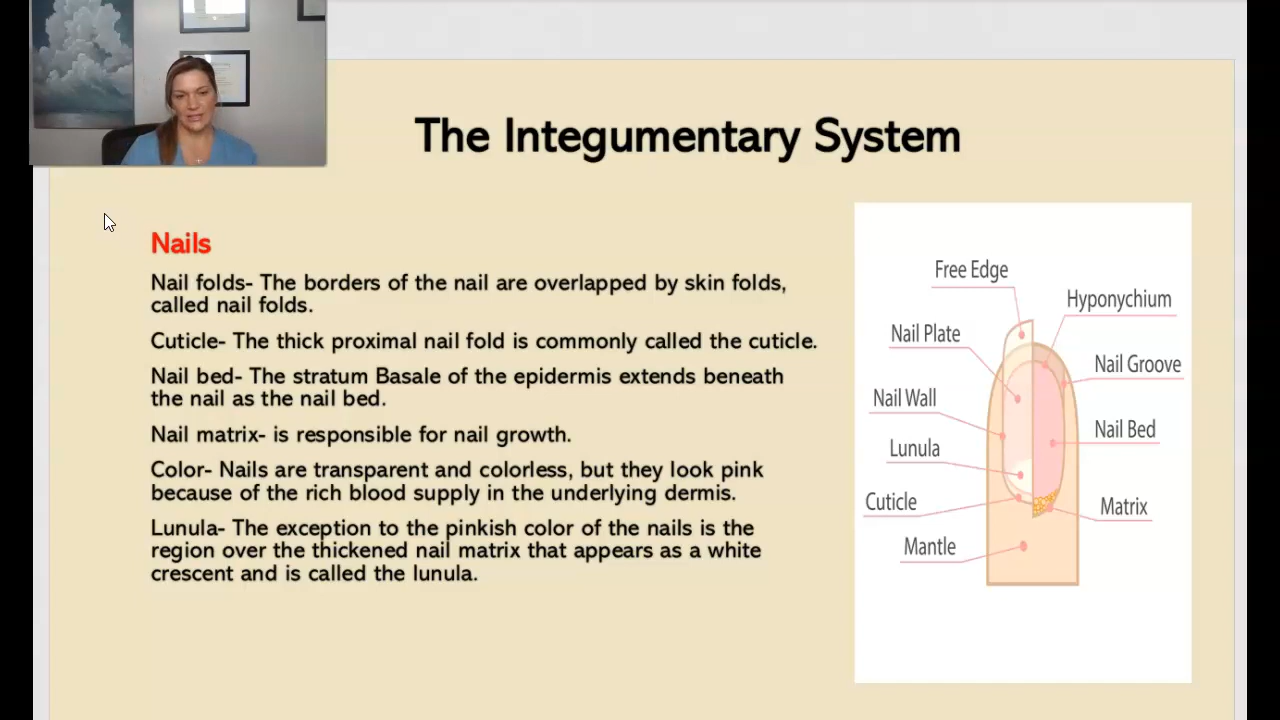 The Integumentary System
Nails
Nail folds- The borders of the nail are overlapped by skin folds,
called nail folds.
Cuticle- The thick proximal nail fold is commonly called the cuticle.
Nail bed- The stratum Basale of the epidermis extends beneath
the nail as the nail bed.
Nail matrix- is responsible for nail growth.
Color- Nails are transparent and colorless, but they look pink
because of the rich blood supply in the underlying dermis.
Lunula- The exception to the pinkish color of the nails is the
region over the thickened nail matrix that appears as a white
crescent and is called the lunula.
Free Edge
Hyponychium
Nail Plate
Nail Groove
Nail Wall
Nail Bed
Lunula
Cuticle
Matrix
Mantle